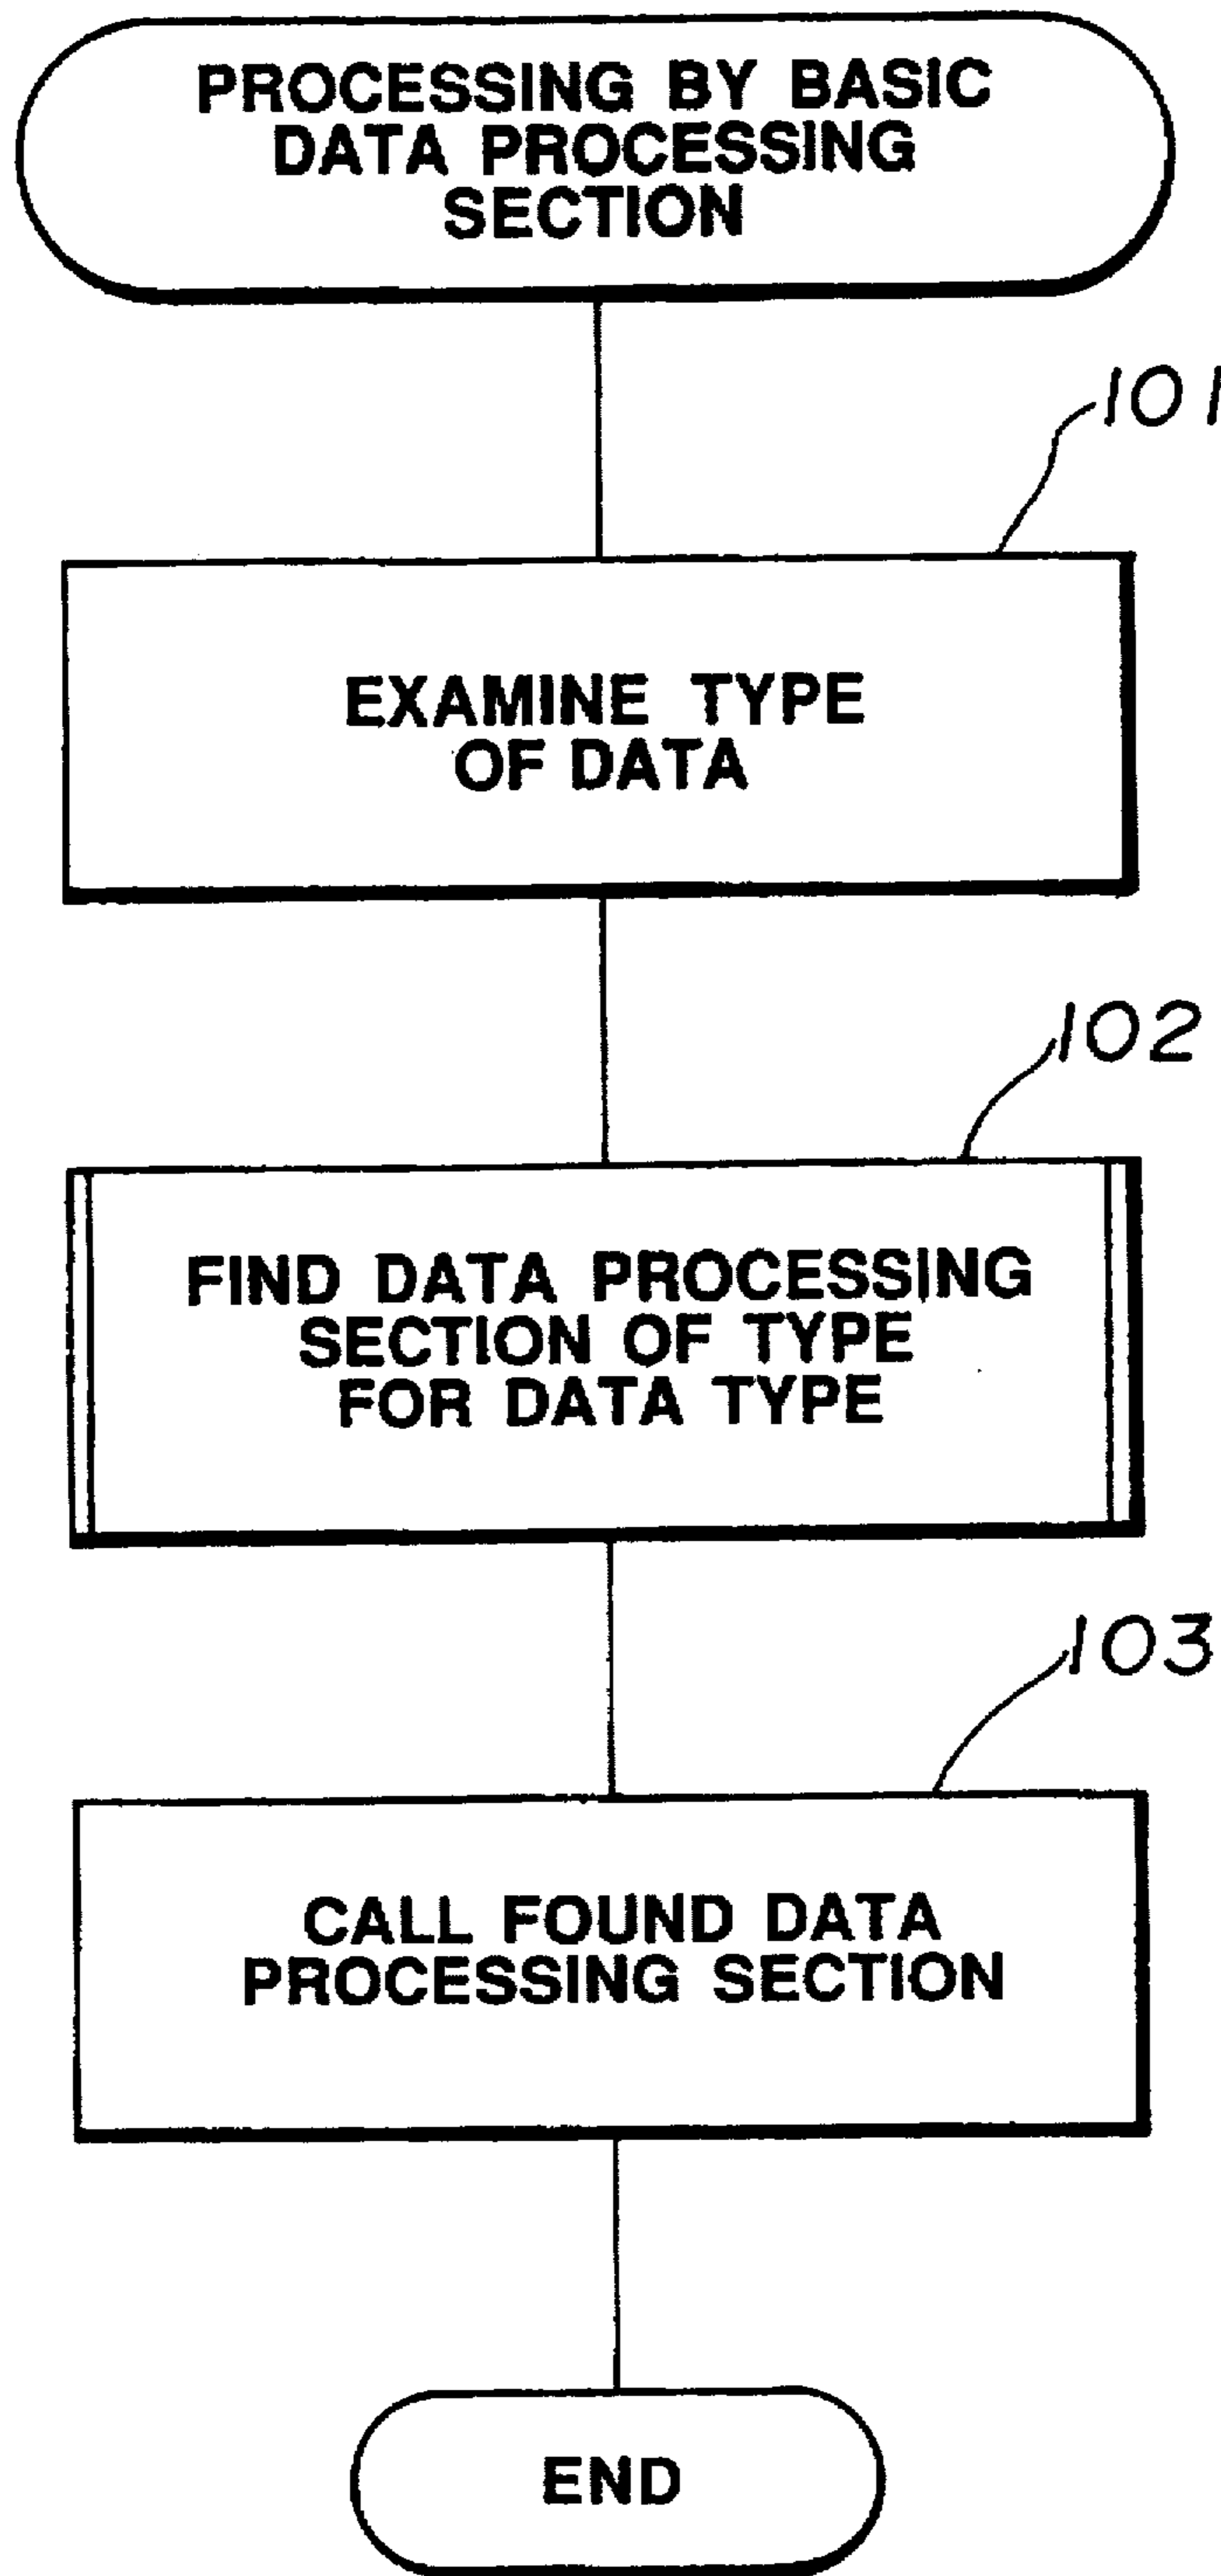 PROCESSING BY BASIC
DATA PROCESSING
SECTION
101
EXAMINE TYPE
OF DATA
102
FIND DATA PROCESSING
SECTION OF TYPE
FOR DATA TYPE
103
CALL FOUND DATA
PROCESSING SECTION
END